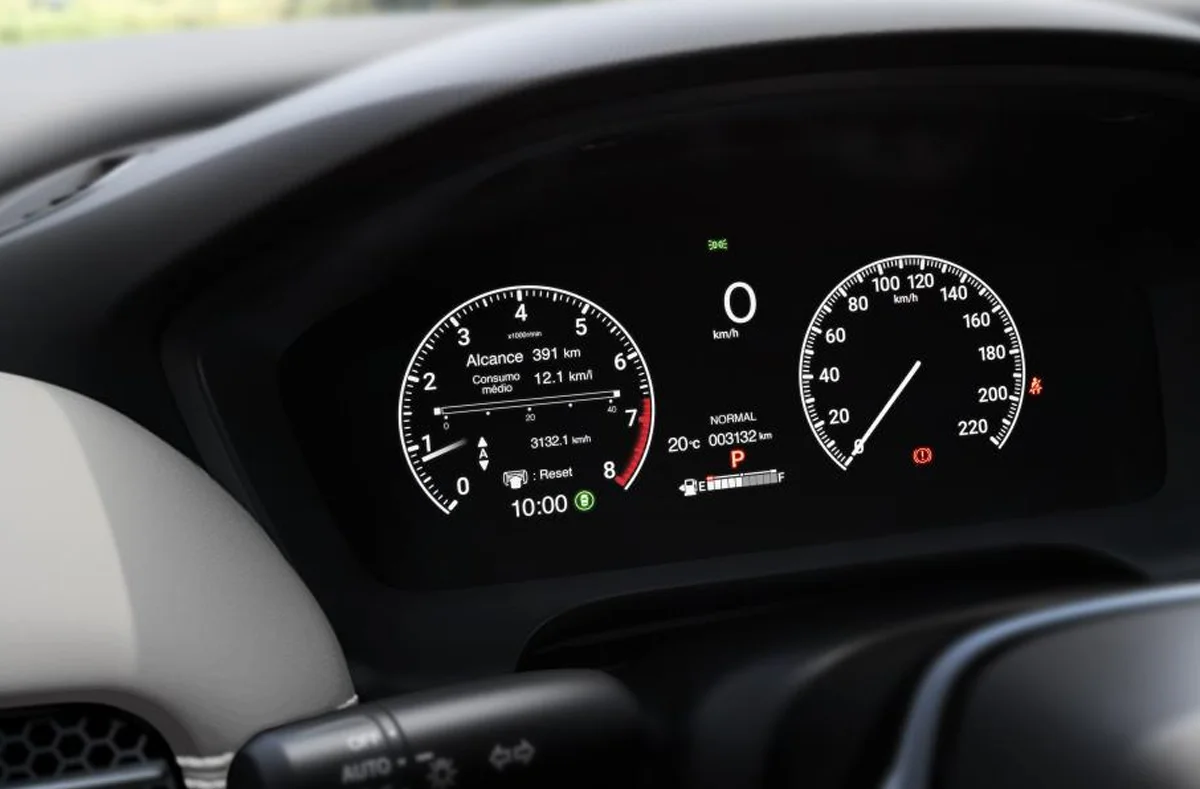 0
km/h
0
1
2
3
4
5
6
7
8
x1000r/min
Alcance 391 km
Consumo médio 12.1 km/l
0 20 40
A
3132.1 km/h
: Reset
10:00
NORMAL
20°C 003132 km
P
E F
0
20
40
60
80
100
120
140
160
180
200
220
km/h
OFF
AUTO